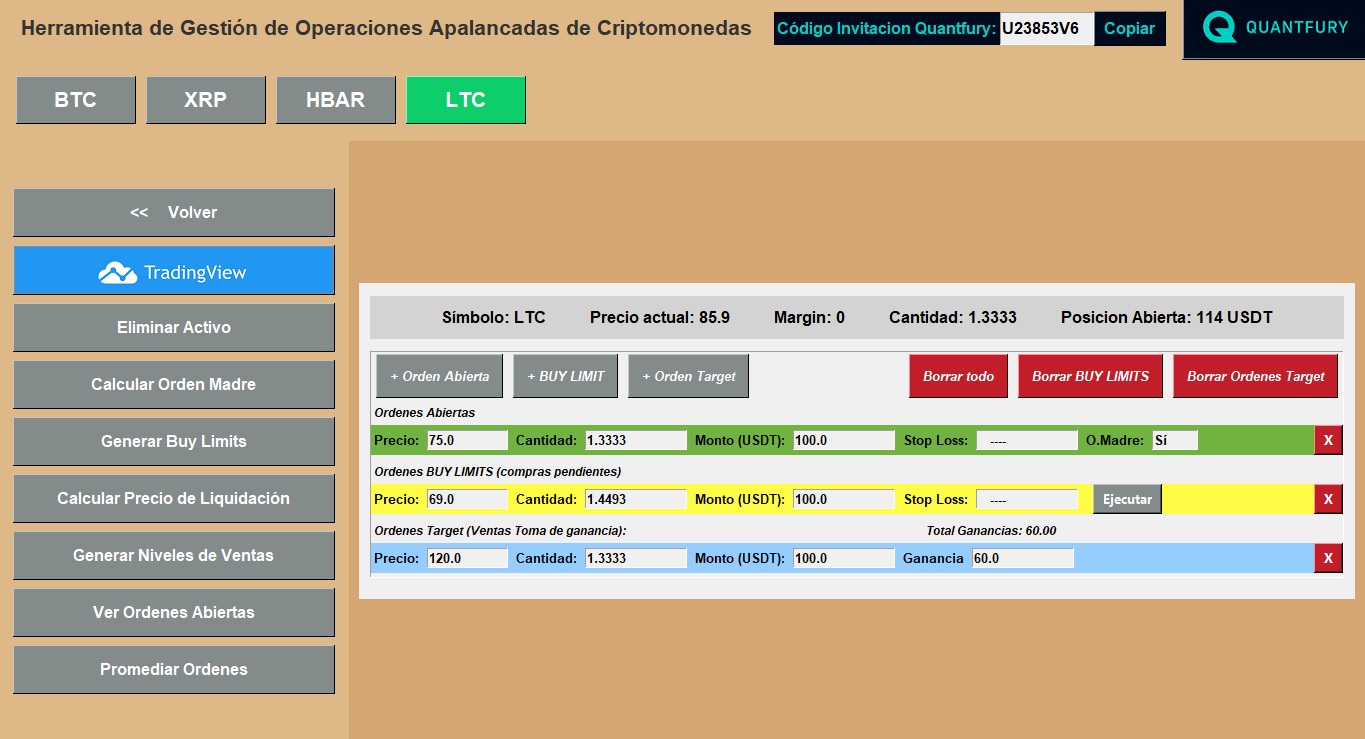 Herramienta de Gestión de Operaciones Apalancadas de Criptomonedas
Código Invitacion Quantfury: U23853V6 Copiar
QUANTFURY
BTC XRP HBAR LTC
<< Volver
TradingView
Eliminar Activo
Calcular Orden Madre
Generar Buy Limits
Calcular Precio de Liquidación
Generar Niveles de Ventas
Ver Ordenes Abiertas
Promediar Ordenes
Símbolo: LTC Precio actual: 85.9 Margin: 0 Cantidad: 1.3333 Posicion Abierta: 114 USDT
+ Orden Abierta + BUY LIMIT + Orden Target Borrar todo Borrar BUY LIMITS Borrar Ordenes Target
Ordenes Abiertas
Precio: 75.0 Cantidad: 1.3333 Monto (USDT): 100.0 Stop Loss: ---- O.Madre: Sí X
Ordenes BUY LIMITS (compras pendientes)
Precio: 69.0 Cantidad: 1.4493 Monto (USDT): 100.0 Stop Loss: ---- Ejecutar X
Ordenes Target (Ventas Toma de ganancia): Total Ganancias: 60.00
Precio: 120.0 Cantidad: 1.3333 Monto (USDT): 100.0 Ganancia 60.0 X